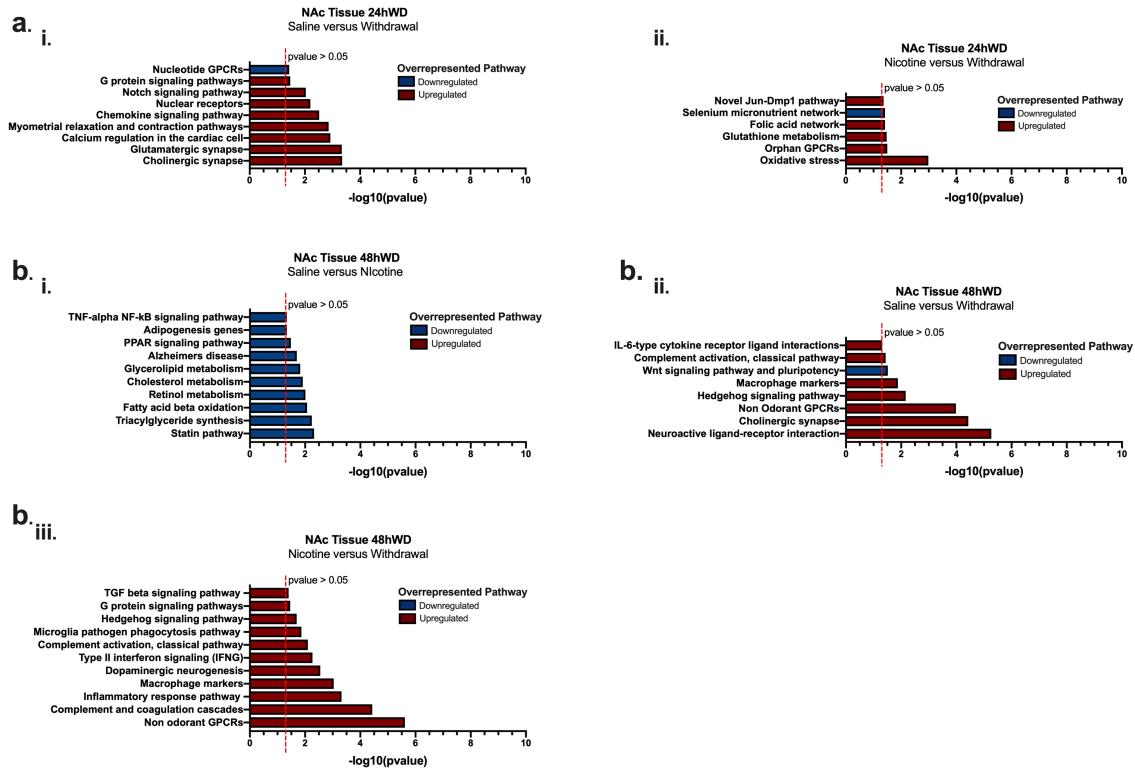 a.
i.
NAc Tissue 24hWD
Saline versus Withdrawal
pvalue > 0.05
Overrepresented Pathway
Downregulated
Upregulated
Nucleotide GPCRs
G protein signaling pathways
Notch signaling pathway
Nuclear receptors
Chemokine signaling pathway
Myometrial relaxation and contraction pathways
Calcium regulation in the cardiac cell
Glutamatergic synapse
Cholinergic synapse
0 2 4 6 8 10
-log10(pvalue)
ii.
NAc Tissue 24hWD
Nicotine versus Withdrawal
pvalue > 0.05
Overrepresented Pathway
Downregulated
Upregulated
Novel Jun-Dmp1 pathway
Selenium micronutrient network
Folic acid network
Glutathione metabolism
Orphan GPCRs
Oxidative stress
0 2 4 6 8 10
-log10(pvalue)
b.
i.
NAc Tissue 48hWD
Saline versus NIcotine
pvalue > 0.05
Overrepresented Pathway
Downregulated
Upregulated
TNF-alpha NF-kB signaling pathway
Adipogenesis genes
PPAR signaling pathway
Alzheimers disease
Glycerolipid metabolism
Cholesterol metabolism
Retinol metabolism
Fatty acid beta oxidation
Triacylglyceride synthesis
Statin pathway
0 2 4 6 8 10
-log10(pvalue)
b.
ii.
NAc Tissue 48hWD
Saline versus Withdrawal
pvalue > 0.05
Overrepresented Pathway
Downregulated
Upregulated
IL-6-type cytokine receptor ligand interactions
Complement activation, classical pathway
Wnt signaling pathway and pluripotency
Macrophage markers
Hedgehog signaling pathway
Non Odorant GPCRs
Cholinergic synapse
Neuroactive ligand-receptor interaction
0 2 4 6 8 10
-log10(pvalue)
b.
iii.
NAc Tissue 48hWD
Nicotine versus Withdrawal
pvalue > 0.05
Overrepresented Pathway
Downregulated
Upregulated
TGF beta signaling pathway
G protein signaling pathways
Hedgehog signaling pathway
Microglia pathogen phagocytosis pathway
Complement activation, classical pathway
Type II interferon signaling (IFNG)
Dopaminergic neurogenesis
Macrophage markers
Inflammatory response pathway
Complement and coagulation cascades
Non odorant GPCRs
0 2 4 6 8 10
-log10(pvalue)